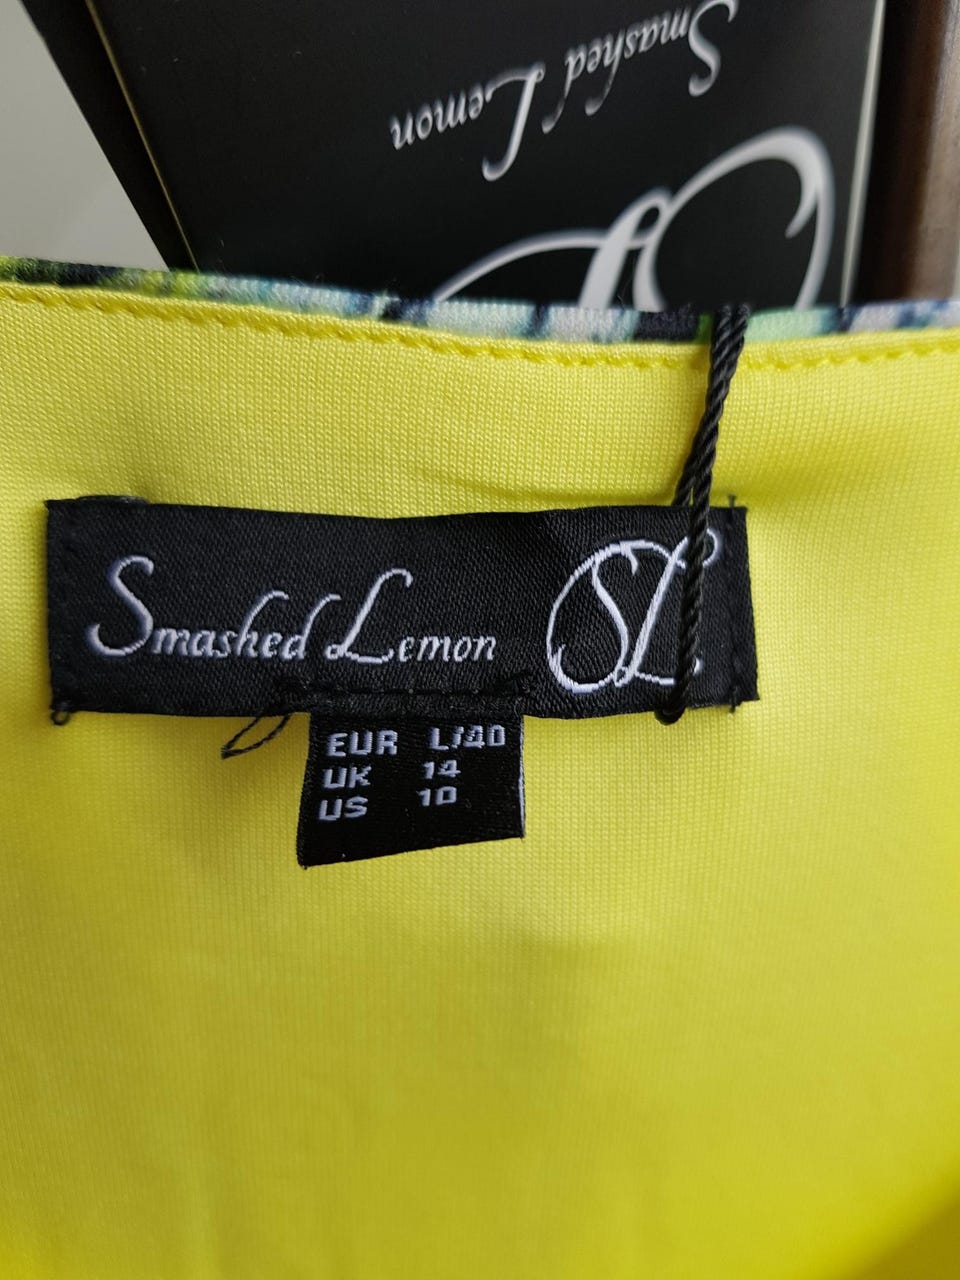 Smashed Lemon
Smashed Lemon SL
EUR L/40
UK 14
US 10